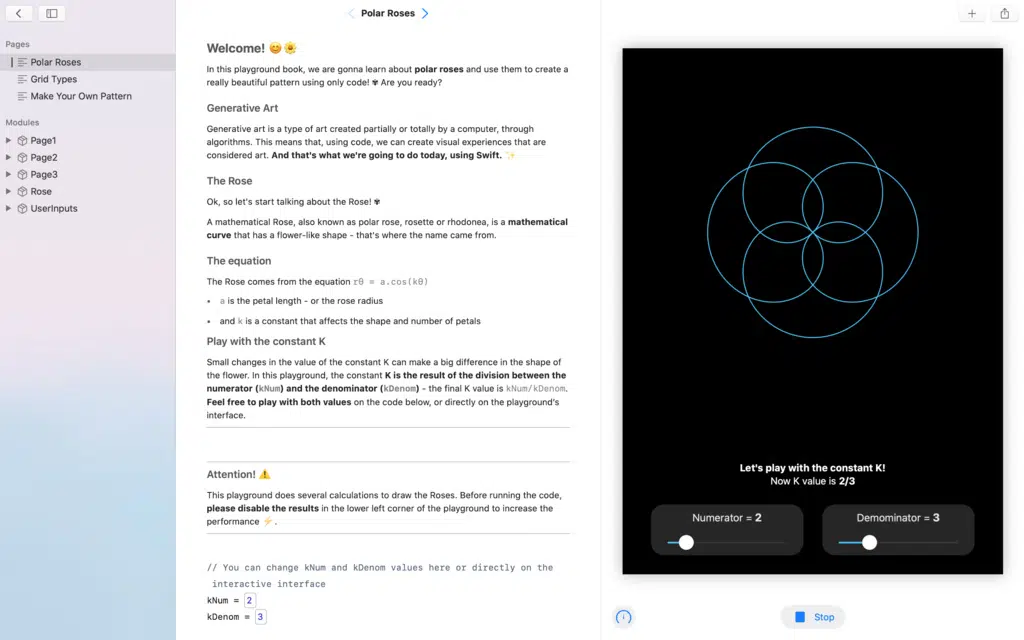 Polar Roses
Pages
Polar Roses
Grid Types
Make Your Own Pattern
Modules
Page1
Page2
Page3
Rose
UserInputs
Welcome! 😄🌼
In this playground book, we are gonna learn about polar roses and use them to create a
really beautiful pattern using only code! ✾ Are you ready?
Generative Art
Generative art is a type of art created partially or totally by a computer, through
algorithms. This means that, using code, we can create visual experiences that are
considered art. And that's what we're going to do today, using Swift. ✨
The Rose
Ok, so let's start talking about the Rose! ✾
A mathematical Rose, also known as polar rose, rosette or rhodonea, is a mathematical
curve that has a flower-like shape - that's where the name came from.
The equation
The Rose comes from the equation rθ = a.cos(kθ)
• a is the petal length - or the rose radius
• and k is a constant that affects the shape and number of petals
Play with the constant K
Small changes in the value of the constant K can make a big difference in the shape of
the flower. In this playground, the constant K is the result of the division between the
numerator (kNum) and the denominator (kDenom) - the final K value is kNum/kDenom.
Feel free to play with both values on the code below, or directly on the playground's
interface.
Attention! ⚠️
This playground does several calculations to draw the Roses. Before running the code,
please disable the results in the lower left corner of the playground to increase the
performance ⚡ .
// You can change kNum and kDenom values here or directly on the
interactive interface
kNum = 2
kDenom = 3
Let's play with the constant K!
Now K value is 2/3
Numerator = 2
Demominator = 3
Stop